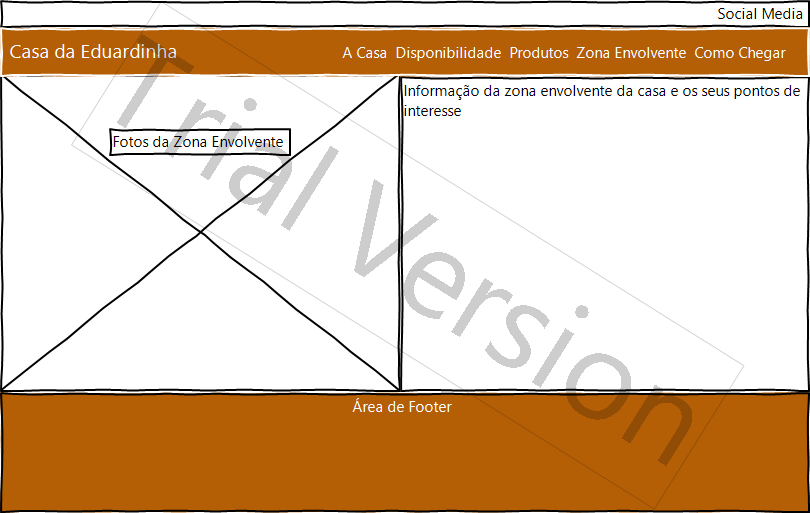 Social Media
Casa da Eduardinha
A Casa Disponibilidade Produtos Zona Envolvente Como Chegar
Fotos da Zona Envolvente
Informação da zona envolvente da casa e os seus pontos de
interesse
Trial Version
Área de Footer